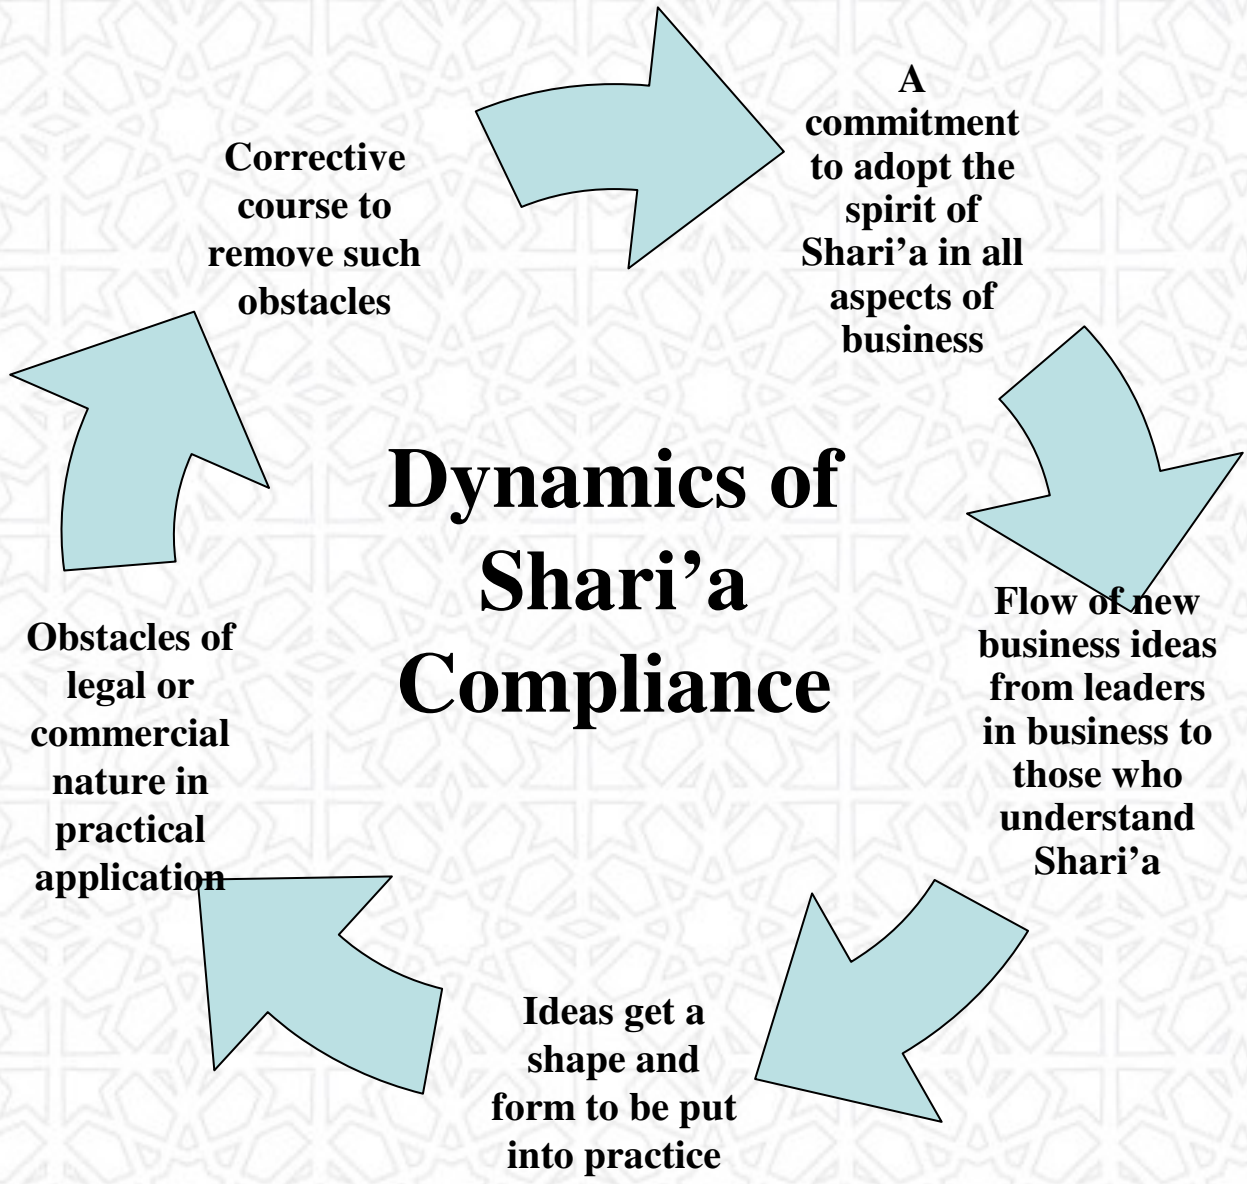 A
commitment
to adopt the
spirit of
Shari’a in all
aspects of
business
Flow of new
business ideas
from leaders
in business to
those who
understand
Shari’a
Ideas get a
shape and
form to be put
into practice
Obstacles of
legal or
commercial
nature in
practical
application
Corrective
course to
remove such
obstacles
Dynamics of
Shari’a
Compliance